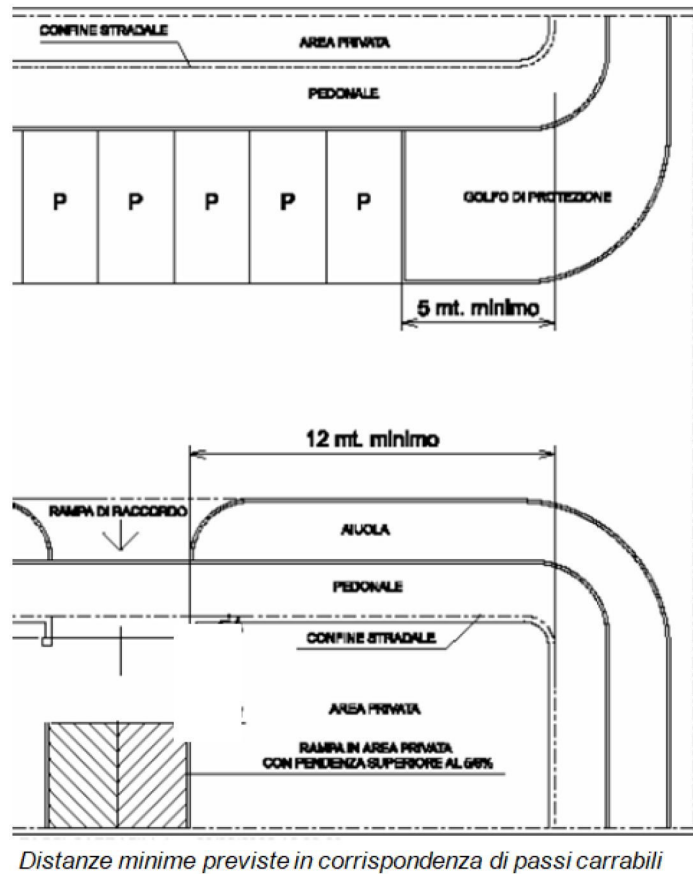 CONFINE STRADALE
AREA PRIVATA
PEDONALE
P P P P P
GOLFO DI PROTEZIONE
5 mt. minimo
12 mt. minimo
RAMPA DI RACCORDO
AIUOLA
PEDONALE
CONFINE STRADALE
AREA PRIVATA
RAMPA IN AREA PRIVATA
CON PENDENZA SUPERIORE AL
Distanze minime previste in corrispondenza di passi carrabili